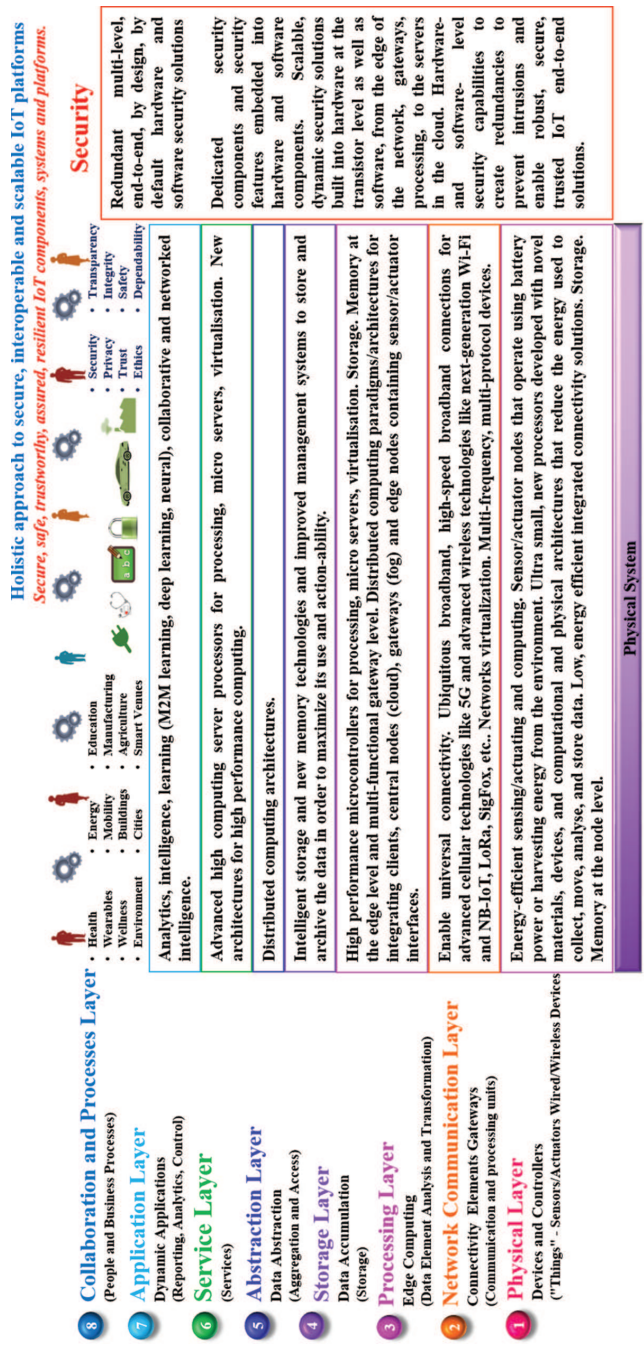 Holistic approach to secure, interoperable and scalable IoT platforms
Secure, safe, trustworthy, assured, resilient IoT components, systems and platforms.
8
Collaboration and Processes Layer
(People and Business Processes)
• Health
• Wearables
• Wellness
• Environment
• Energy
• Mobility
• Buildings
• Cities
• Education
• Manufacturing
• Agriculture
• Smart Venues
a b c
• Security
• Privacy
• Trust
• Ethics
• Transparency
• Integrity
• Safety
• Dependability
7
Application Layer
Dynamic Applications
(Reporting, Analytics, Control)
Analytics, intelligence, learning (M2M learning, deep learning, neural), collaborative and networked
intelligence.
6
Service Layer
(Services)
Advanced high computing server processors for processing, micro servers, virtualisation. New
architectures for high performance computing.
5
Abstraction Layer
Data Abstraction
(Aggregation and Access)
Distributed computing architectures.
4
Storage Layer
Data Accumulation
(Storage)
Intelligent storage and new memory technologies and improved management systems to store and
archive the data in order to maximize its use and action-ability.
3
Processing Layer
Edge Computing
(Data Element Analysis and Transformation)
High performance microcontrollers for processing, micro servers, virtualisation. Storage. Memory at
the edge level and multi-functional gateway level. Distributed computing paradigms/architectures for
integrating clients, central nodes (cloud), gateways (fog) and edge nodes containing sensor/actuator
interfaces.
2
Network Communication Layer
Connectivity Elements Gateways
(Communication and processing units)
Enable universal connectivity. Ubiquitous broadband, high-speed broadband connections for
advanced cellular technologies like 5G and advanced wireless technologies like next-generation Wi-Fi
and NB-IoT, LoRa, SigFox, etc.. Networks virtualization. Multi-frequency, multi-protocol devices.
1
Physical Layer
Devices and Controllers
("Things" - Sensors/Actuators Wired/Wireless Devices
Energy-efficient sensing/actuating and computing. Sensor/actuator nodes that operate using battery
power or harvesting energy from the environment. Ultra small, new processors developed with novel
materials, devices, and computational and physical architectures that reduce the energy used to
collect, move, analyse, and store data. Low, energy efficient integrated connectivity solutions. Storage.
Memory at the node level.
Physical System
Security
Redundant multi-level,
end-to-end, by design, by
default hardware and
software security solutions
Dedicated security
components and security
features embedded into
hardware and software
components. Scalable,
dynamic security solutions
built into hardware at the
transistor level as well as
software, from the edge of
the network, gateways,
processing, to the servers
in the cloud. Hardware-
and software- level
security capabilities to
create redundancies to
prevent intrusions and
enable robust, secure,
trusted IoT end-to-end
solutions.